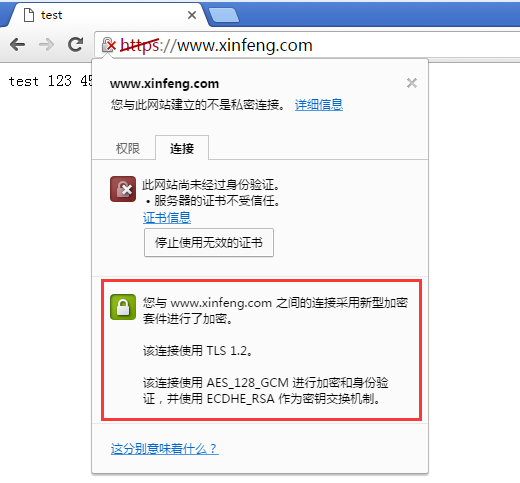 test
https://www.xinfeng.com
test 123 45
www.xinfeng.com
您与此网站建立的不是私密连接。 详细信息
权限 连接
此网站尚未经过身份验证。
• 服务器的证书不受信任。
证书信息
停止使用无效的证书
您与 www.xinfeng.com 之间的连接采用新型加密
套件进行了加密。
该连接使用 TLS 1.2。
该连接使用 AES_128_GCM 进行加密和身份验
证，并使用 ECDHE_RSA 作为密钥交换机制。
这分别意味着什么？